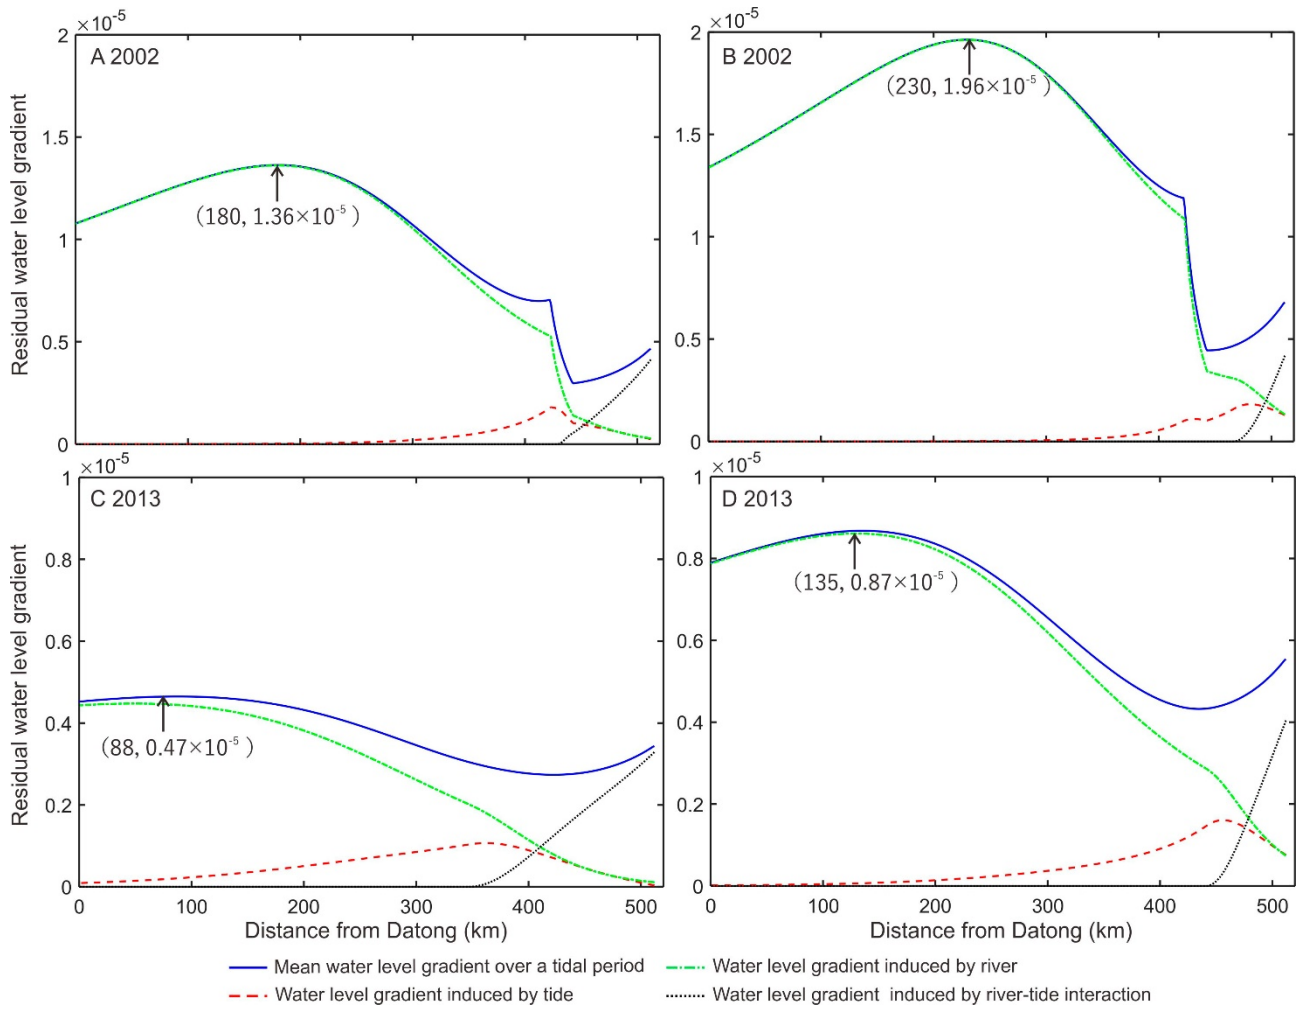 ×10⁻⁵
2
A 2002
1.5
(180, 1.36×10⁻⁵)
1
0.5
0
Residual water level gradient
×10⁻⁵
2
B 2002
(230, 1.96×10⁻⁵)
1.5
1
0.5
0
×10⁻⁵
1
C 2013
0.8
0.6
0.4
(88, 0.47×10⁻⁵)
0.2
0
0 100 200 300 400 500
Distance from Datong (km)
Residual water level gradient
×10⁻⁵
1
D 2013
0.8
(135, 0.87×10⁻⁵)
0.6
0.4
0.2
0
0 100 200 300 400 500
Distance from Datong (km)
Mean water level gradient over a tidal period
Water level gradient induced by river
Water level gradient induced by tide
Water level gradient induced by river-tide interaction